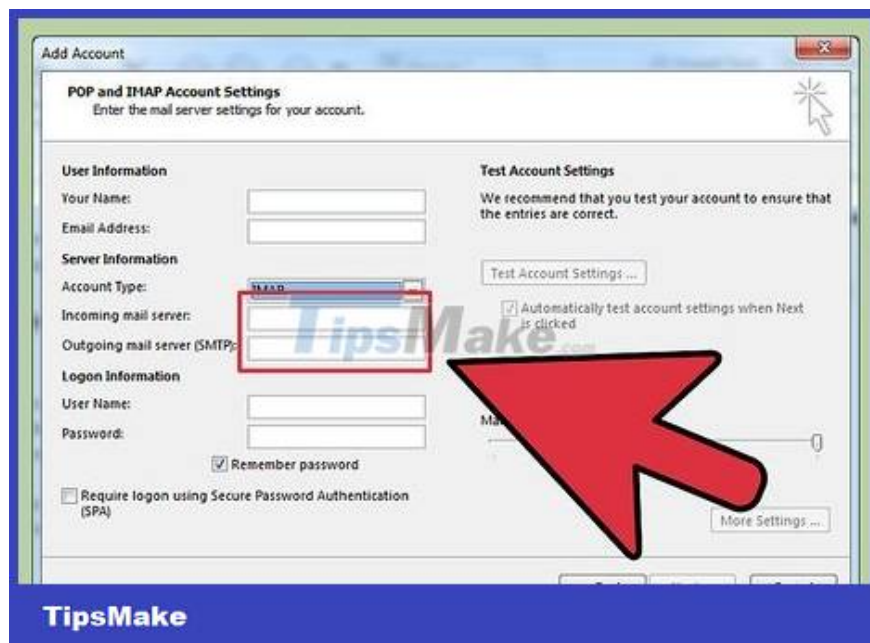 Add Account
POP and IMAP Account Settings
Enter the mail server settings for your account.
User Information
Your Name:
Email Address:
Server Information
Account Type:
IMAP
Incoming mail server:
Outgoing mail server (SMTP):
Logon Information
User Name:
Password:
Remember password
Require logon using Secure Password Authentication
(SPA)
Test Account Settings
We recommend that you test your account to ensure that
the entries are correct.
Test Account Settings ...
Automatically test account settings when Next
is clicked
More Settings ...
TipsMake.com
TipsMake